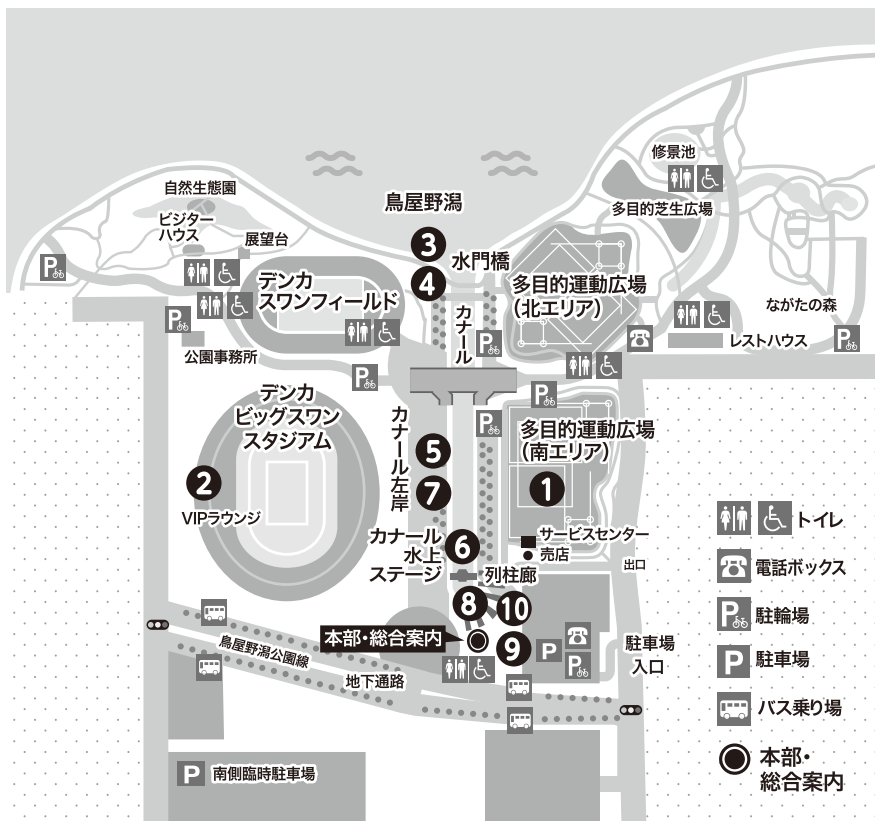 修景池
自然生態園
多目的芝生広場
鳥屋野潟
ビジター
ハウス
展望台
3
水門橋
4
デンカ
スワンフィールド
多目的運動広場
（北エリア）
ながたの森
P
P
カナール
P
レストハウス
P
公園事務所
P
P
デンカ
ビッグスワン
スタジアム
カナール左岸
P
多目的運動広場
（南エリア）
5
2
7
1
VIPラウンジ
トイレ
カナール
水上
ステージ
6
サービスセンター
売店
出口
列柱廊
電話ボックス
8
10
P
駐輪場
鳥屋野潟公園線
本部・総合案内
9
P
P
駐車場
入口
P
駐車場
地下通路
バス乗り場
P
南側臨時駐車場
本部・
総合案内